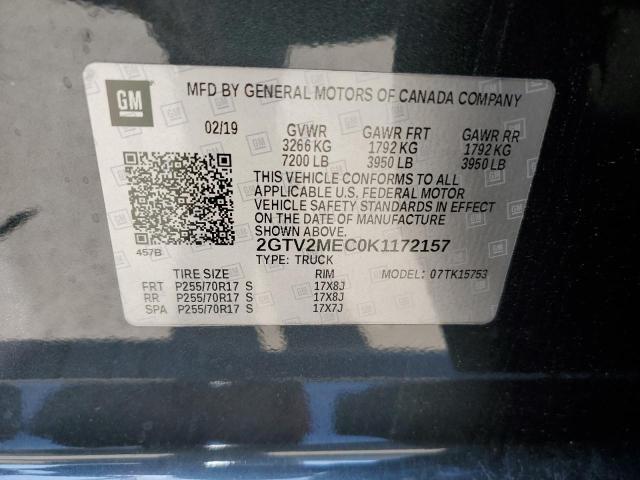 GM
MFD BY GENERAL MOTORS OF CANADA COMPANY
02/19 GVWR GAWR FRT GAWR RR
3266 KG 1792 KG 1792 KG
7200 LB 3950 LB 3950 LB
THIS VEHICLE CONFORMS TO ALL
APPLICABLE U.S. FEDERAL MOTOR
VEHICLE SAFETY STANDARDS IN EFFECT
ON THE DATE OF MANUFACTURE
SHOWN ABOVE.
457B 2GTV2MEC0K1172157
TYPE: TRUCK
TIRE SIZE RIM MODEL: 07TK15753
FRT P255/70R17 S 17X8J
RR P255/70R17 S 17X8J
SPA P255/70R17 S 17X7J